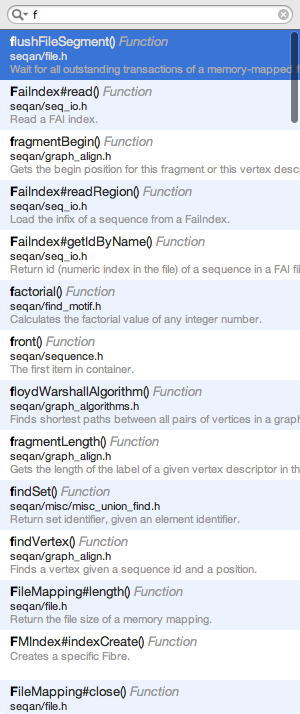 f
flushFileSegment() Function
seqan/file.h
Wait for all outstanding transactions of a memory-mapped f
FaiIndex#read() Function
seqan/seq_io.h
Read a FAI index.
fragmentBegin() Function
seqan/graph_align.h
Gets the begin position for this fragment or this vertex desc
FaiIndex#readRegion() Function
seqan/seq_io.h
Load the infix of a sequence from a FaiIndex.
FaiIndex#getIdByName() Function
seqan/seq_io.h
Return id (numeric index in the file) of a sequence in a FAI fi
factorial() Function
seqan/find_motif.h
Calculates the factorial value of any integer number.
front() Function
seqan/sequence.h
The first item in container.
floydWarshallAlgorithm() Function
seqan/graph_algorithms.h
Finds shortest paths between all pairs of vertices in a graph
fragmentLength() Function
seqan/graph_align.h
Gets the length of the label of a given vertex descriptor in th
findSet() Function
seqan/misc/misc_union_find.h
Return set identifier, given an element identifier.
findVertex() Function
seqan/graph_align.h
Finds a vertex given a sequence id and a position.
FileMapping#length() Function
seqan/file.h
Return the file size of a memory mapping.
FMIndex#indexCreate() Function
Creates a specific Fibre.
FileMapping#close() Function
seqan/file.h